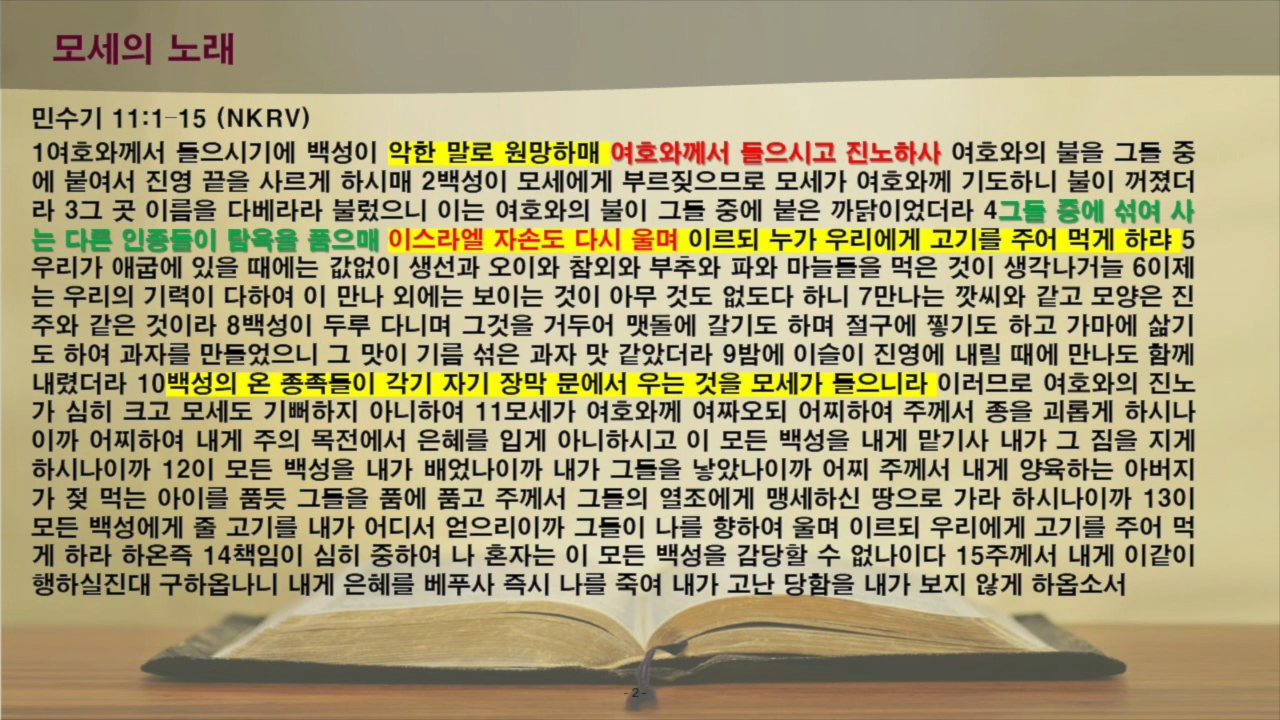 모세의 노래
민수기 11:1-15 (NKRV)
1여호와께서 들으시기에 백성이 악한 말로 원망하매 여호와께서 들으시고 진노하사 여호와의 불을 그들 중
에 붙여서 진영 끝을 사르게 하시매 2백성이 모세에게 부르짖으므로 모세가 여호와께 기도하니 불이 꺼졌더
라 3그 곳 이름을 다베라라 불렀으니 이는 여호와의 불이 그들 중에 붙은 까닭이었더라 4그들 중에 섞여 사
는 다른 인종들이 탐욕을 품으매 이스라엘 자손도 다시 울며 이르되 누가 우리에게 고기를 주어 먹게 하랴 5
우리가 애굽에 있을 때에는 값없이 생선과 오이와 참외와 부추와 파와 마늘들을 먹은 것이 생각나거늘 6이제
는 우리의 기력이 다하여 이 만나 외에는 보이는 것이 아무 것도 없도다 하니 7만나는 깟씨와 같고 모양은 진
주와 같은 것이라 8백성이 두루 다니며 그것을 거두어 맷돌에 갈기도 하며 절구에 찧기도 하고 가마에 삶기
도 하여 과자를 만들었으니 그 맛이 기름 섞은 과자 맛 같았더라 9밤에 이슬이 진영에 내릴 때에 만나도 함께
내렸더라 10백성의 온 종족들이 각기 자기 장막 문에서 우는 것을 모세가 들으니라 이러므로 여호와의 진노
가 심히 크고 모세도 기뻐하지 아니하여 11모세가 여호와께 여짜오되 어찌하여 주께서 종을 괴롭게 하시나
이까 어찌하여 내게 주의 목전에서 은혜를 입게 아니하시고 이 모든 백성을 내게 맡기사 내가 그 짐을 지게
하시나이까 12이 모든 백성을 내가 배었나이까 내가 그들을 낳았나이까 어찌 주께서 내게 양육하는 아버지
가 젖 먹는 아이를 품듯 그들을 품에 품고 주께서 그들의 열조에게 맹세하신 땅으로 가라 하시나이까 13이
모든 백성에게 줄 고기를 내가 어디서 얻으리이까 그들이 나를 향하여 울며 이르되 우리에게 고기를 주어 먹
게 하라 하온즉 14책임이 심히 중하여 나 혼자는 이 모든 백성을 감당할 수 없나이다 15주께서 내게 이같이
행하실진대 구하옵나니 내게 은혜를 베푸사 즉시 나를 죽여 내가 고난 당함을 내가 보지 않게 하옵소서
- 2 -